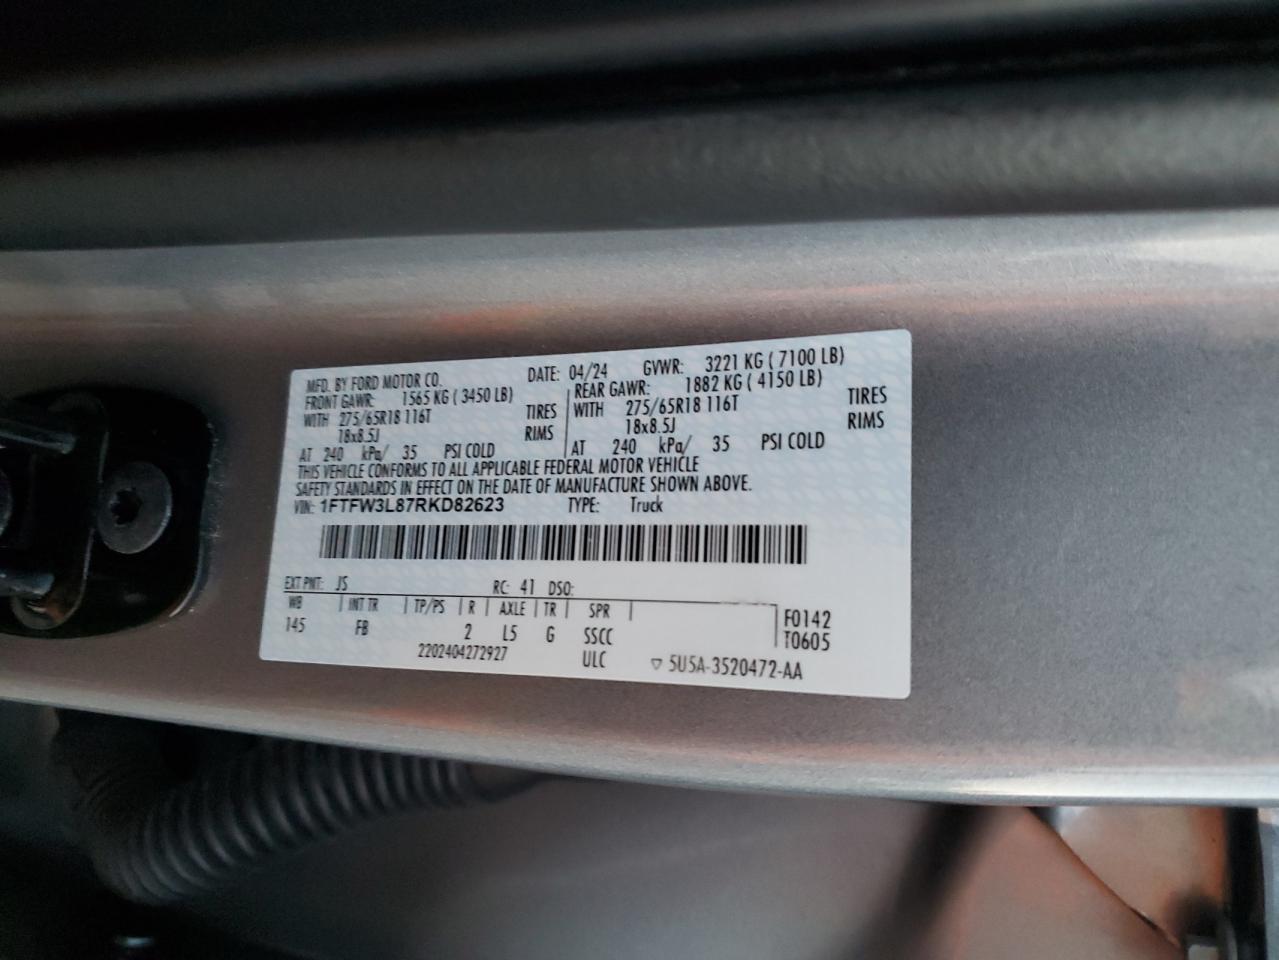 MFD. BY FORD MOTOR CO. DATE: 04/24 GVWR: 3221 KG ( 7100 LB)
FRONT GAWR: 1565 KG ( 3450 LB) REAR GAWR: 1882 KG ( 4150 LB)
WITH 275/65R18 116T TIRES WITH 275/65R18 116T TIRES
18x8.5J RIMS 18x8.5J RIMS
AT 240 kPa/ 35 PSI COLD AT 240 kPa/ 35 PSI COLD
THIS VEHICLE CONFORMS TO ALL APPLICABLE FEDERAL MOTOR VEHICLE
SAFETY STANDARDS IN EFFECT ON THE DATE OF MANUFACTURE SHOWN ABOVE.
VIN: 1FTFW3L87RKD82623 TYPE: Truck
EXT PNT: JS RC: 41 DSO:
WB INT TR TP/PS R AXLE TR SPR F0142
145 FB 2 L5 G SSCC T0605
2202404272927 ULC ▽ 5U5A-3520472-AA